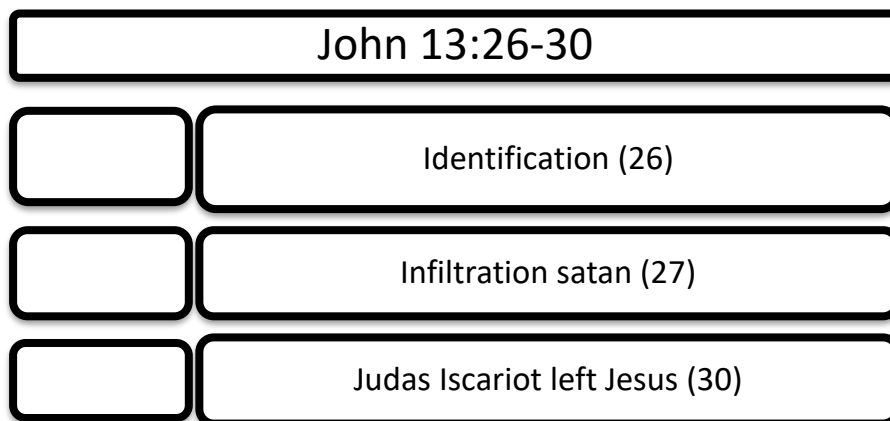 John 13:26-30
Identification (26)
Infiltration satan (27)
Judas Iscariot left Jesus (30)